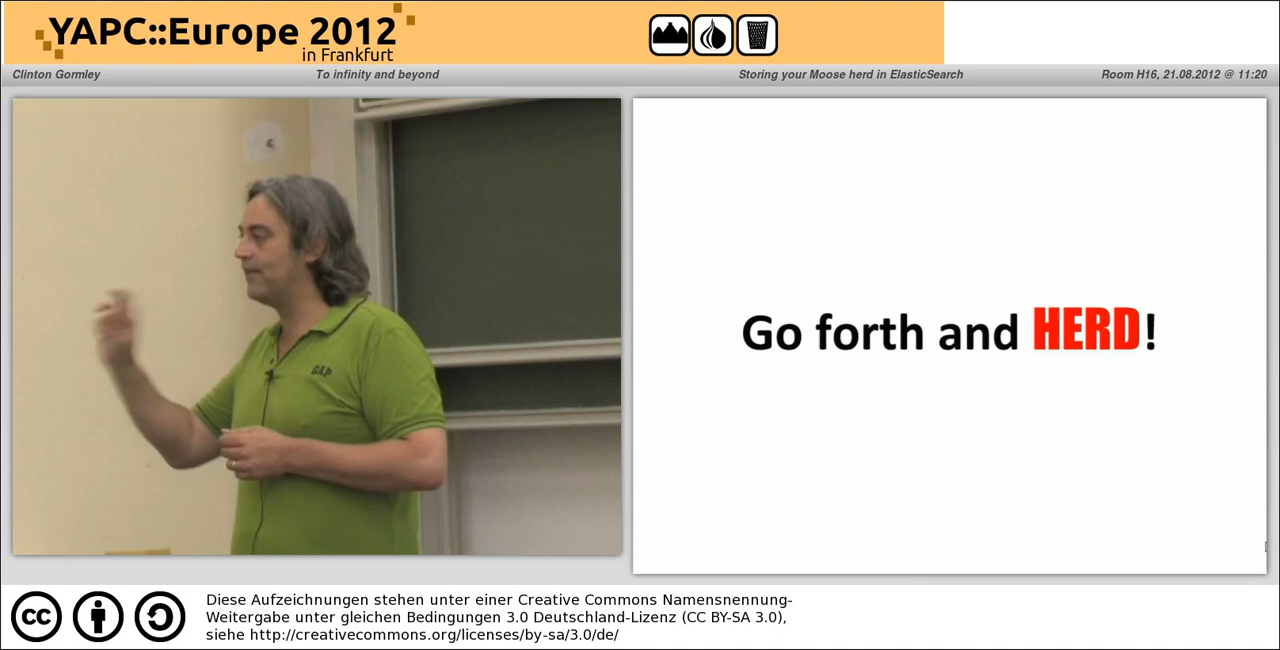 YAPC::Europe 2012
in Frankfurt
Clinton Gormley To infinity and beyond Storing your Moose herd in ElasticSearch Room H16, 21.08.2012 @ 11:20
GAP
Go forth and HERD!
cc
Diese Aufzeichnungen stehen unter einer Creative Commons Namensnennung-
Weitergabe unter gleichen Bedingungen 3.0 Deutschland-Lizenz (CC BY-SA 3.0),
siehe http://creativecommons.org/licenses/by-sa/3.0/de/